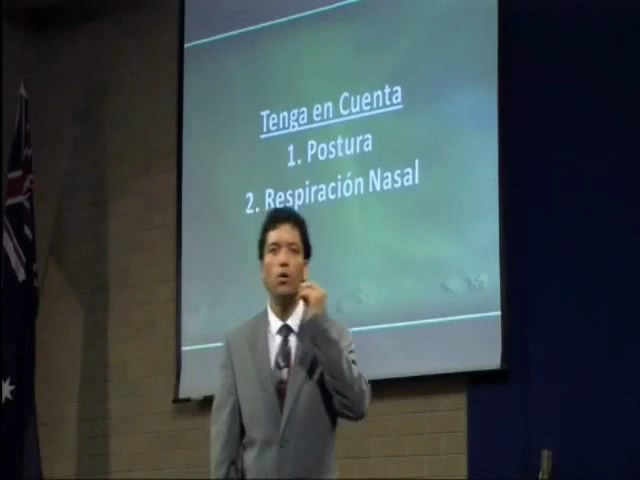 Tenga en Cuenta
1. Postura
2. Respiración Nasal